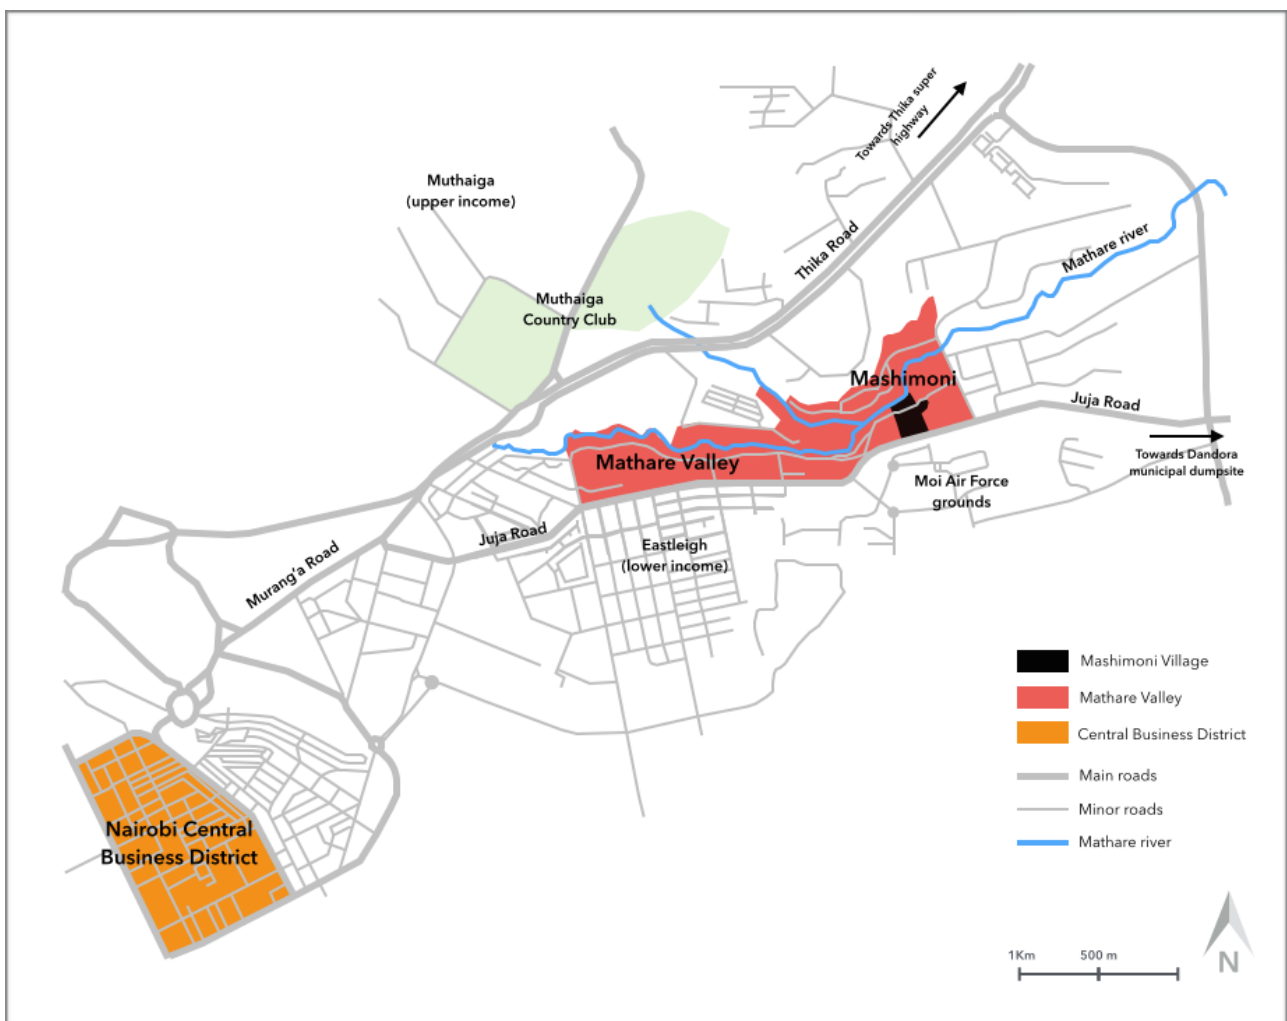 Towards Thika super
highway
Muthaiga
(upper income)
Thika Road
Mathare river
Muthaiga
Country Club
Mashimoni
Juja Road
Towards Dandora
municipal dumpsite
Mathare Valley
Moi Air Force
grounds
Juja Road
Eastleigh
(lower income)
Murang'a Road
Nairobi Central
Business District
Mashimoni Village
Mathare Valley
Central Business District
Main roads
Minor roads
Mathare river
1Km 500 m
N